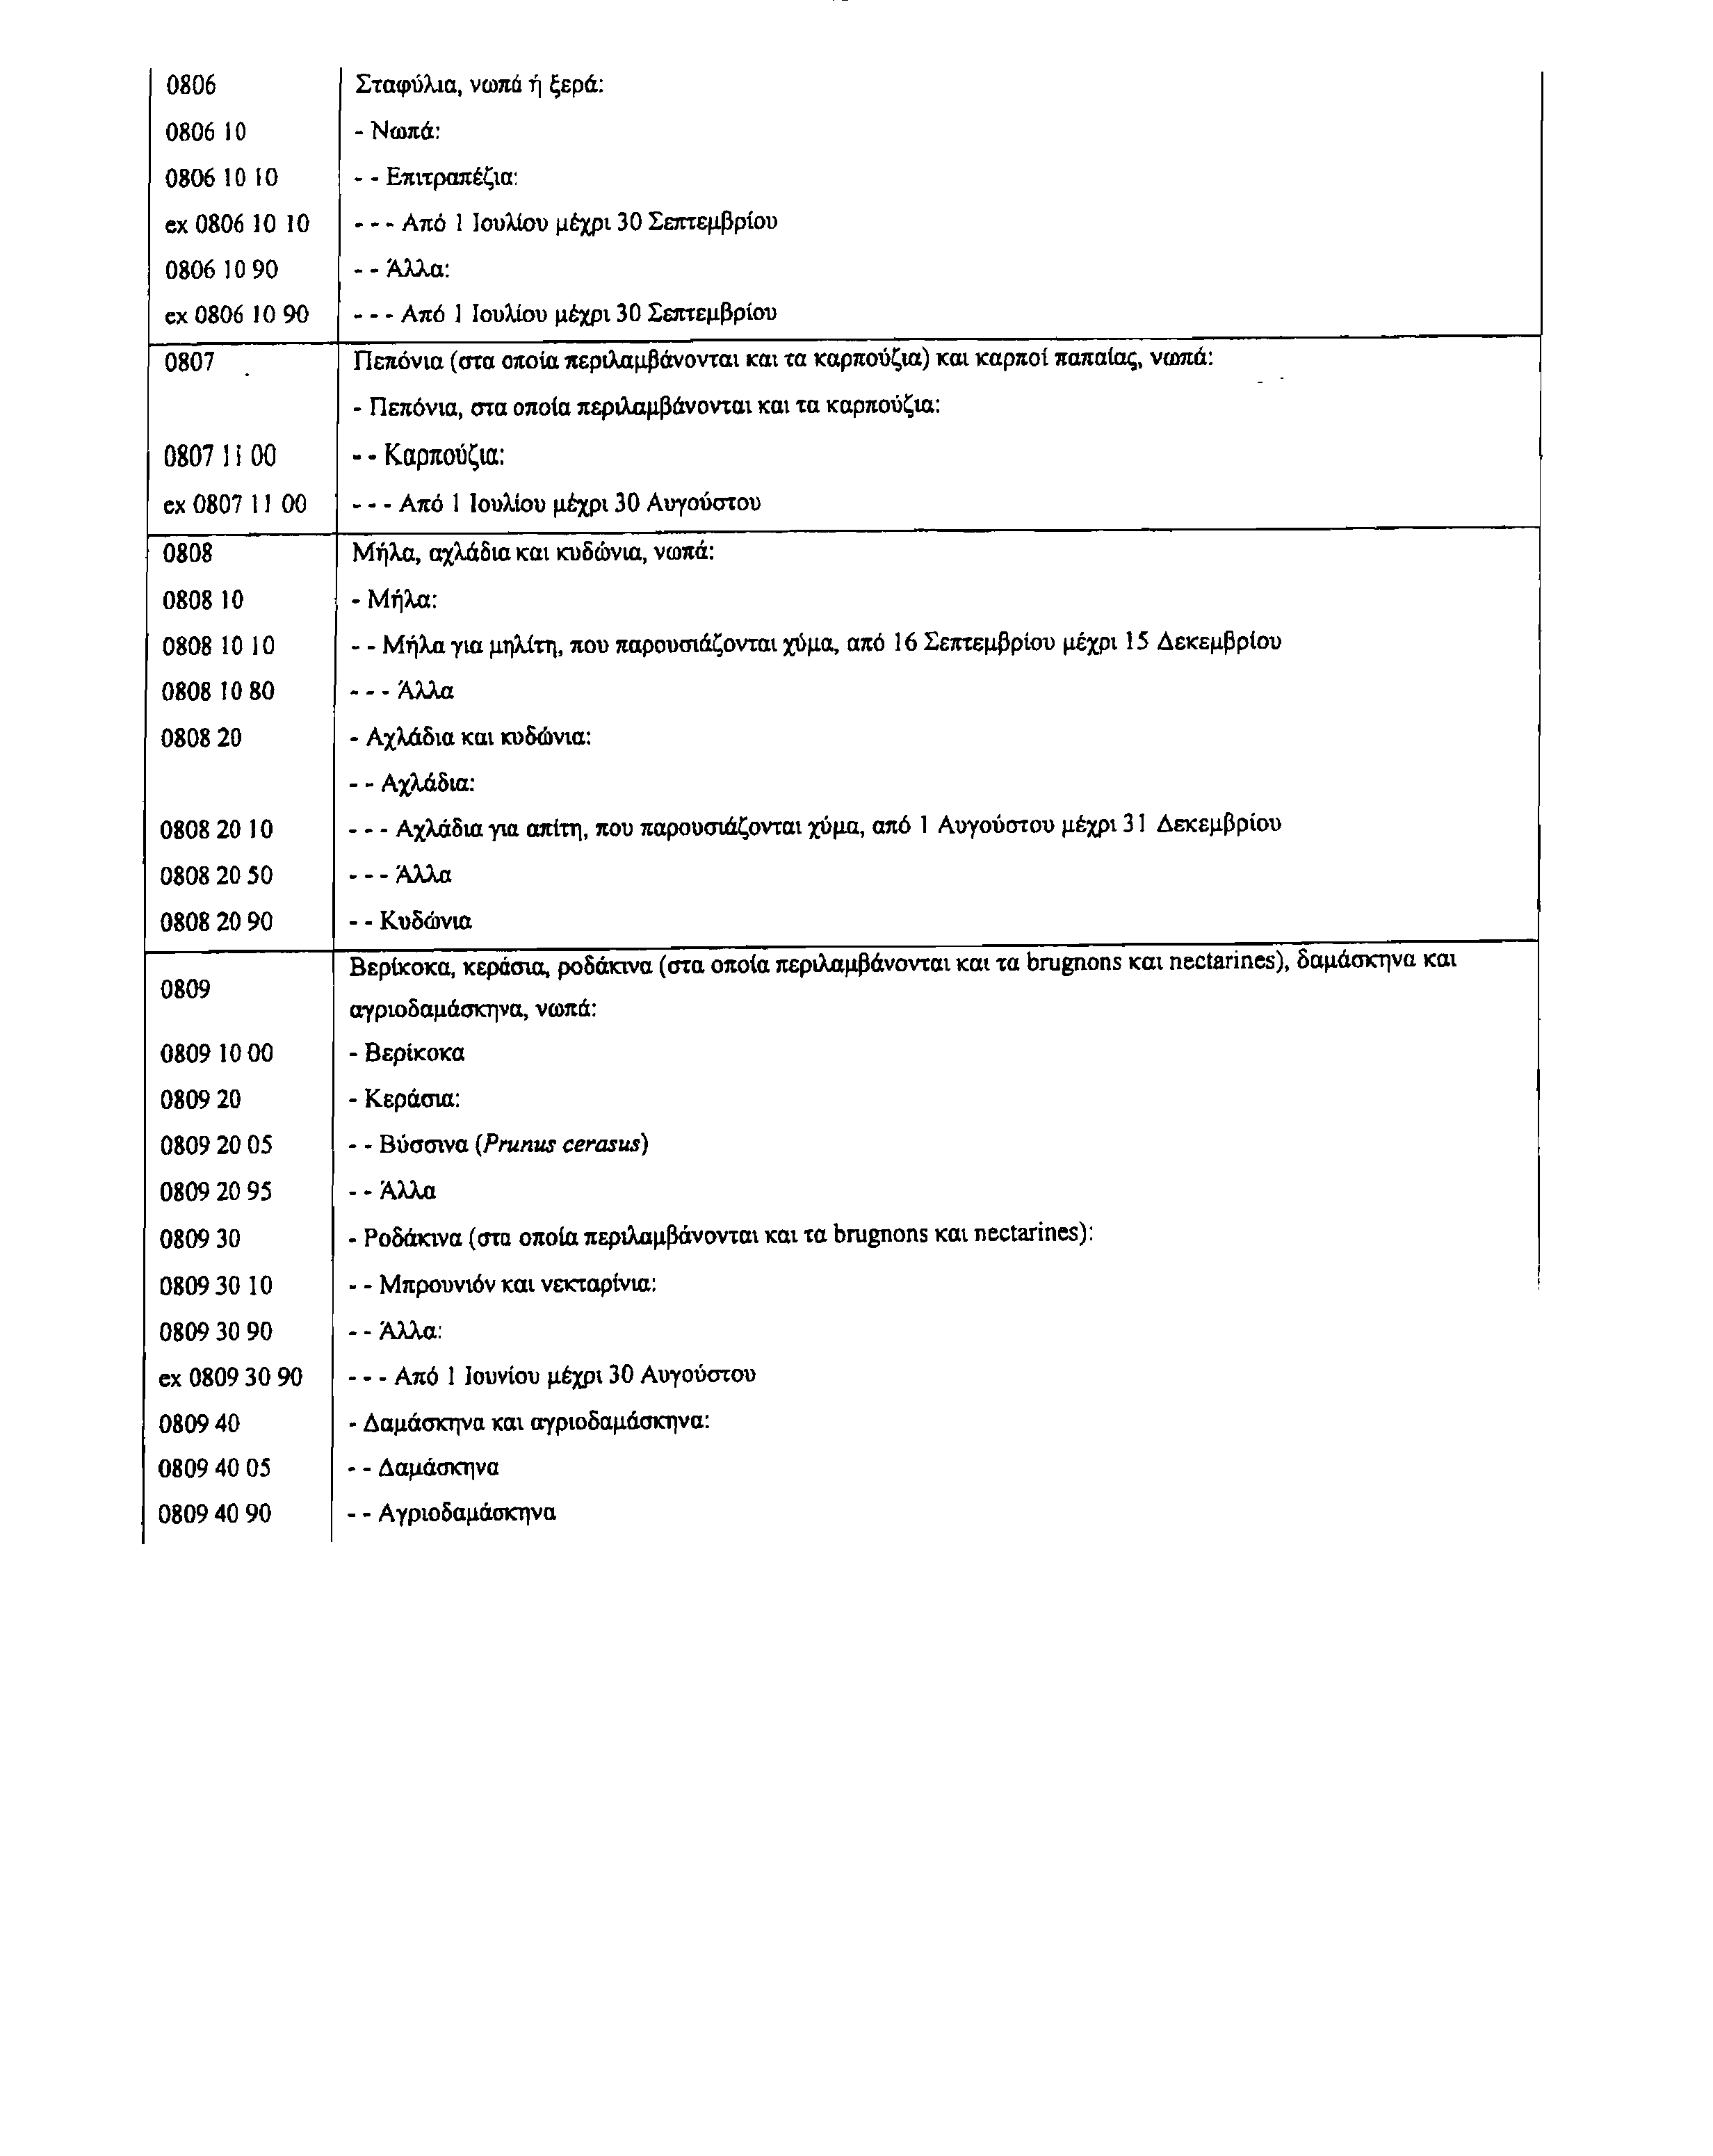 0806 Σταφύλια, νωπά ή ξερά:
0806 10 - Νωπά:
0806 10 10 - - Επιτραπέζια:
ex 0806 10 10 - - - Από 1 Ιουλίου μέχρι 30 Σεπτεμβρίου
0806 10 90 - - Άλλα:
ex 0806 10 90 - - - Από 1 Ιουλίου μέχρι 30 Σεπτεμβρίου
0807 Πεπόνια (στα οποία περιλαμβάνονται και τα καρπούζια) και καρποί παπαίας, νωπά:
- Πεπόνια, στα οποία περιλαμβάνονται και τα καρπούζια:
0807 11 00 - - Καρπούζια:
ex 0807 11 00 - - - Από 1 Ιουλίου μέχρι 30 Αυγούστου
0808 Μήλα, αχλάδια και κυδώνια, νωπά:
0808 10 - Μήλα:
0808 10 10 - - Μήλα για μηλίτη, που παρουσιάζονται χύμα, από 16 Σεπτεμβρίου μέχρι 15 Δεκεμβρίου
0808 10 80 - - - Άλλα
0808 20 - Αχλάδια και κυδώνια:
- - Αχλάδια:
0808 20 10 - - - Αχλάδια για απίτη, που παρουσιάζονται χύμα, από 1 Αυγούστου μέχρι 31 Δεκεμβρίου
0808 20 50 - - - Άλλα
0808 20 90 - - Κυδώνια
0809 Βερίκοκα, κεράσια, ροδάκινα (στα οποία περιλαμβάνονται και τα brugnons και nectarines), δαμάσκηνα και
αγριοδαμάσκηνα, νωπά:
0809 10 00 - Βερίκοκα
0809 20 - Κεράσια:
0809 20 05 - - Βύσσινα (Prunus cerasus)
0809 20 95 - - Άλλα
0809 30 - Ροδάκινα (στα οποία περιλαμβάνονται και τα brugnons και nectarines):
0809 30 10 - - Μπρουνιόν και νεκταρίνια:
0809 30 90 - - Άλλα:
ex 0809 30 90 - - - Από 1 Ιουνίου μέχρι 30 Αυγούστου
0809 40 - Δαμάσκηνα και αγριοδαμάσκηνα:
0809 40 05 - - Δαμάσκηνα
0809 40 90 - - Αγριοδαμάσκηνα